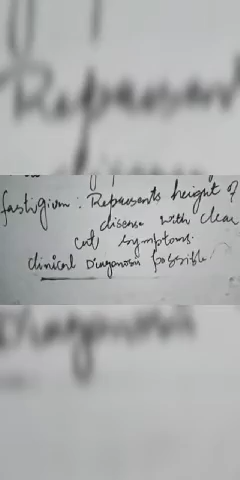 fastigium : Represents height of
disease with clear
cut symptoms.
clinical Diagnosis possible.